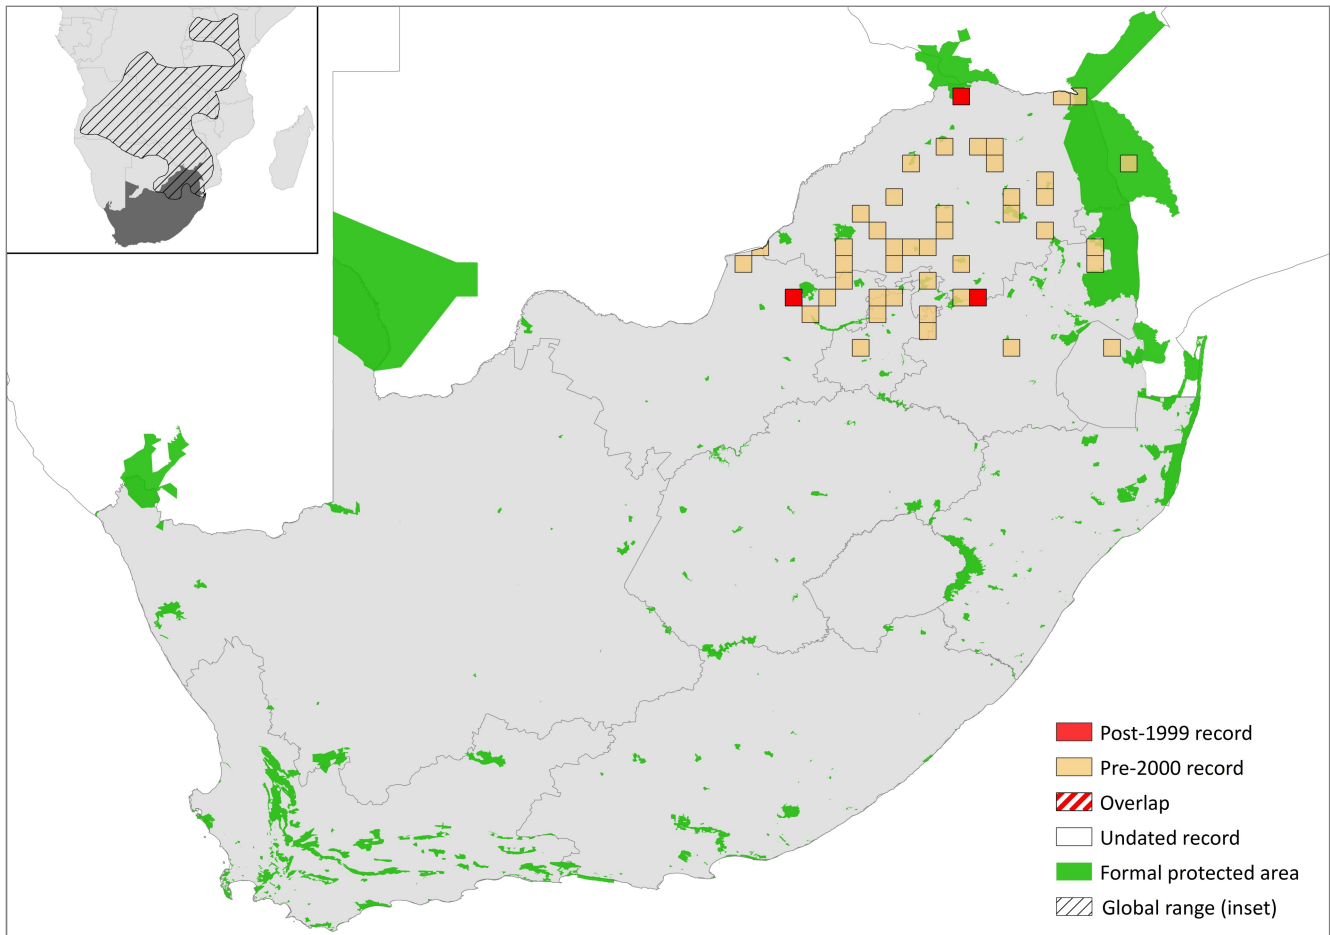 Post-1999 record
Pre-2000 record
Overlap
Undated record
Formal protected area
Global range (inset)